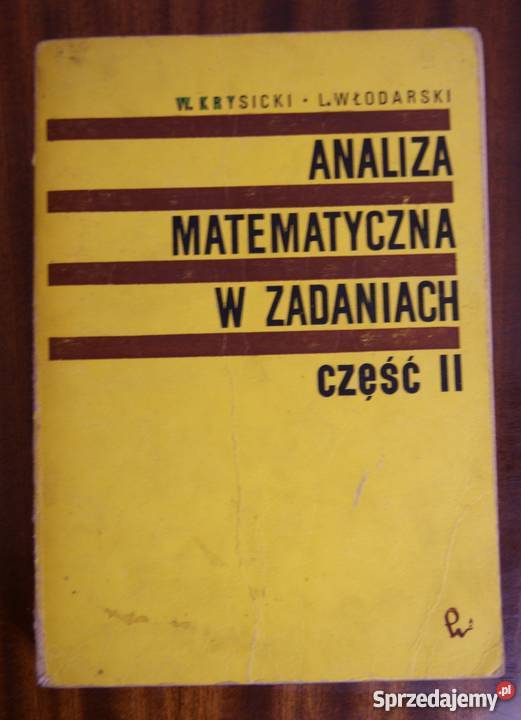 W. KRYSICKI • L. WŁODARSKI
ANALIZA
MATEMATYCZNA
W ZADANIACH
CZĘŚĆ II
Sprzedajemy.pl